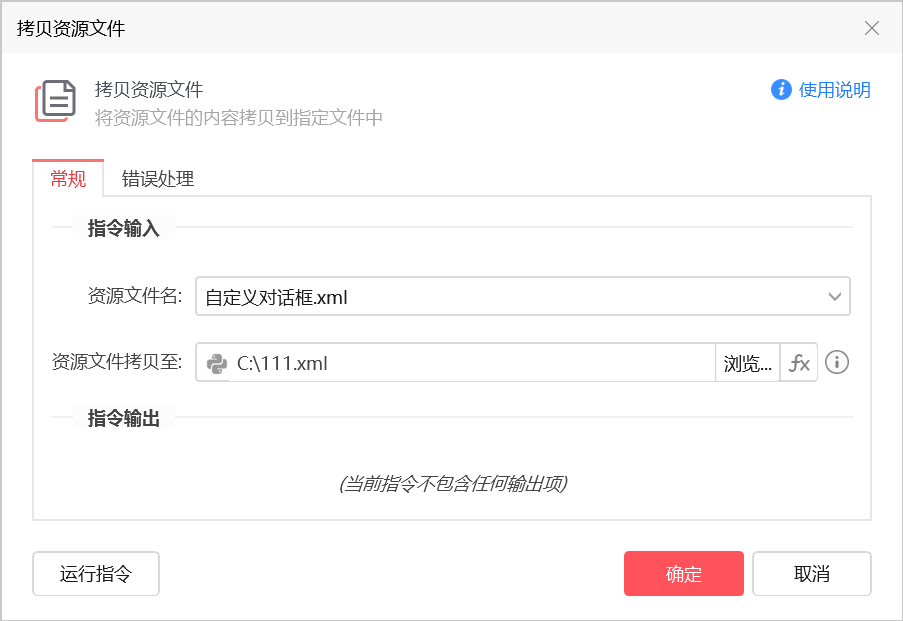 拷贝资源文件
拷贝资源文件
将资源文件的内容拷贝到指定文件中
使用说明
常规 错误处理
指令输入
资源文件名: 自定义对话框.xml
资源文件拷贝至: C:\111.xml 浏览... fx
指令输出
(当前指令不包含任何输出项)
运行指令 确定 取消